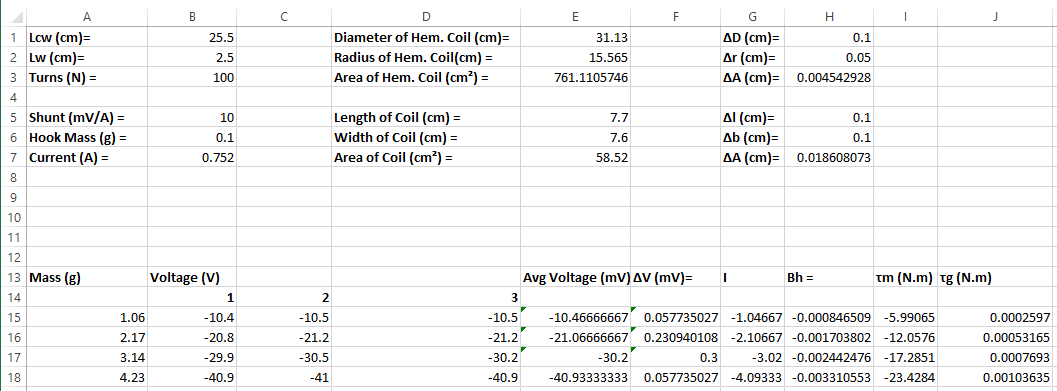 A B C D E F G H I J
1 Lcw (cm)= 25.5 Diameter of Hem. Coil (cm)= 31.13 ΔD (cm)= 0.1
2 Lw (cm)= 2.5 Radius of Hem. Coil(cm) = 15.565 Δr (cm)= 0.05
3 Turns (N) = 100 Area of Hem. Coil (cm²) = 761.1105746 ΔA (cm)= 0.004542928
4
5 Shunt (mV/A) = 10 Length of Coil (cm) = 7.7 Δl (cm)= 0.1
6 Hook Mass (g) = 0.1 Width of Coil (cm) = 7.6 Δb (cm)= 0.1
7 Current (A) = 0.752 Area of Coil (cm²) = 58.52 ΔA (cm)= 0.018608073
8
9
10
11
12
13 Mass (g) Voltage (V) Avg Voltage (mV) ΔV (mV)= I Bh = τm (N.m) τg (N.m)
14 1 2 3
15 1.06 -10.4 -10.5 -10.5 -10.46666667 0.057735027 -1.04667 -0.000846509 -5.99065 0.0002597
16 2.17 -20.8 -21.2 -21.2 -21.06666667 0.230940108 -2.10667 -0.001703802 -12.0576 0.00053165
17 3.14 -29.9 -30.5 -30.2 -30.2 0.3 -3.02 -0.002442476 -17.2851 0.0007693
18 4.23 -40.9 -41 -40.9 -40.93333333 0.057735027 -4.09333 -0.003310553 -23.4284 0.00103635